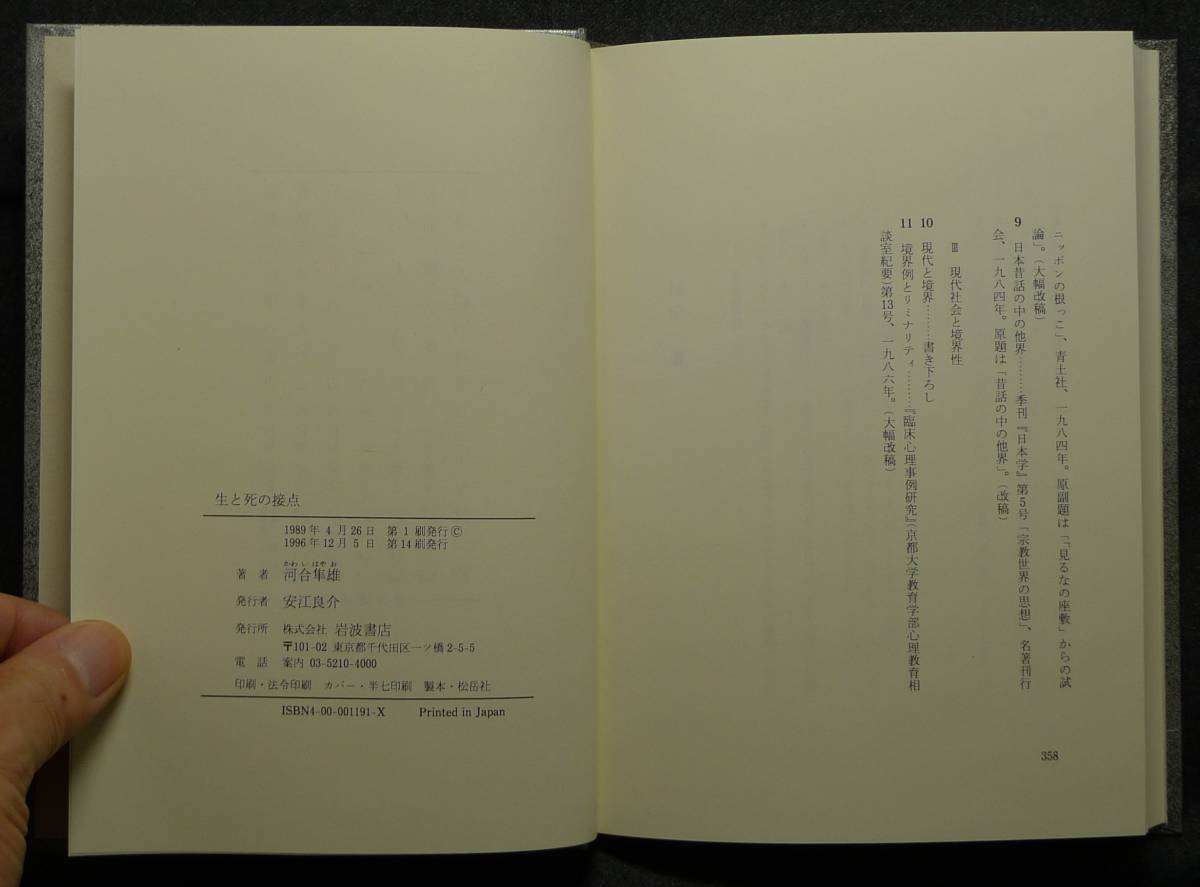 ニッポンの根っこ」、青土社、一九八四年。原副題は「「見るなの座敷」からの試
論」。(大幅改稿)
9 日本昔話の中の他界………季刊『日本学』第5号「宗教世界の思想」、名著刊行
会、一九八四年。原題は「昔話の中の他界」。(改稿)
Ⅲ 現代社会と境界性
10 現代と境界………書き下ろし
11 境界例とリミナリティ………『臨床心理事例研究』(京都大学教育学部心理教育相
談室紀要)第13号、一九八六年。(大幅改稿)
358
生と死の接点
1989年4月26日 第1刷発行©
1996年12月5日 第14刷発行
かわいはやお
著者 河合隼雄
発行者 安江良介
発行所 株式会社 岩波書店
〒101-02 東京都千代田区一ツ橋2-5-5
電話 案内 03-5210-4000
印刷・法令印刷 カバー・半七印刷 製本・松岳社
ISBN4-00-001191-X Printed in Japan